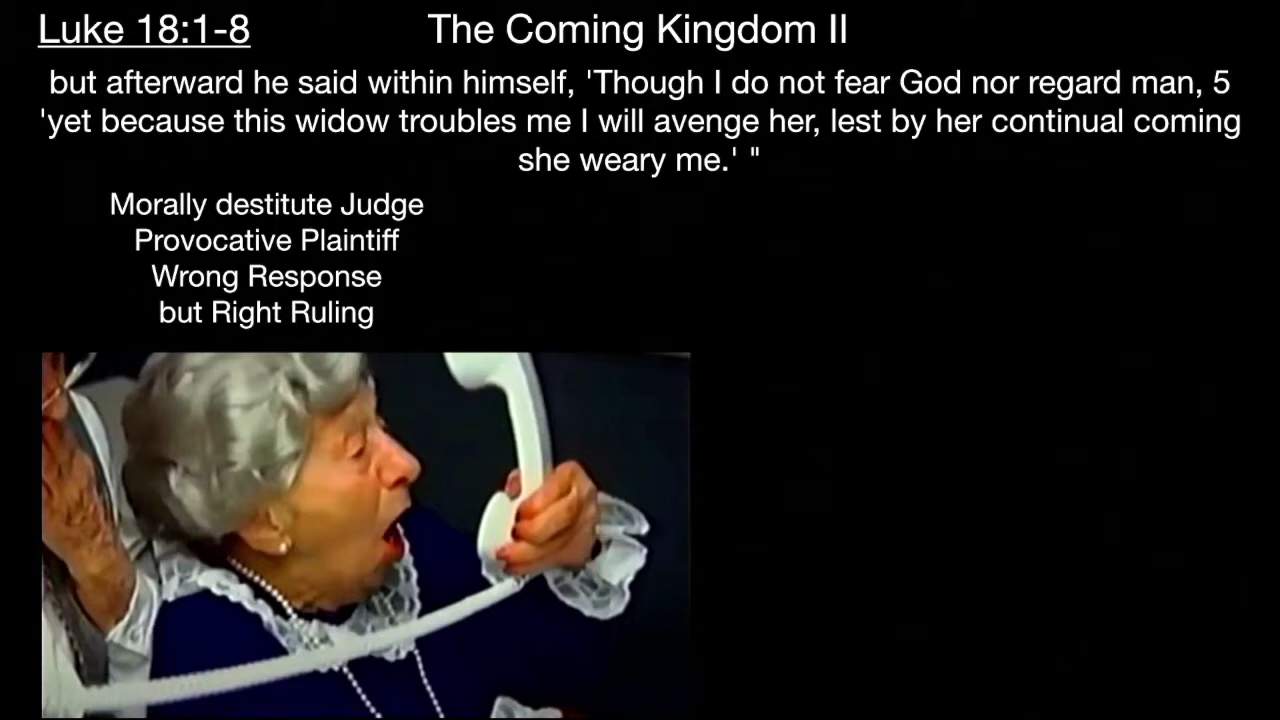 Luke 18:1-8
The Coming Kingdom II
but afterward he said within himself, 'Though I do not fear God nor regard man, 5
'yet because this widow troubles me I will avenge her, lest by her continual coming
she weary me.' "
Morally destitute Judge
Provocative Plaintiff
Wrong Response
but Right Ruling